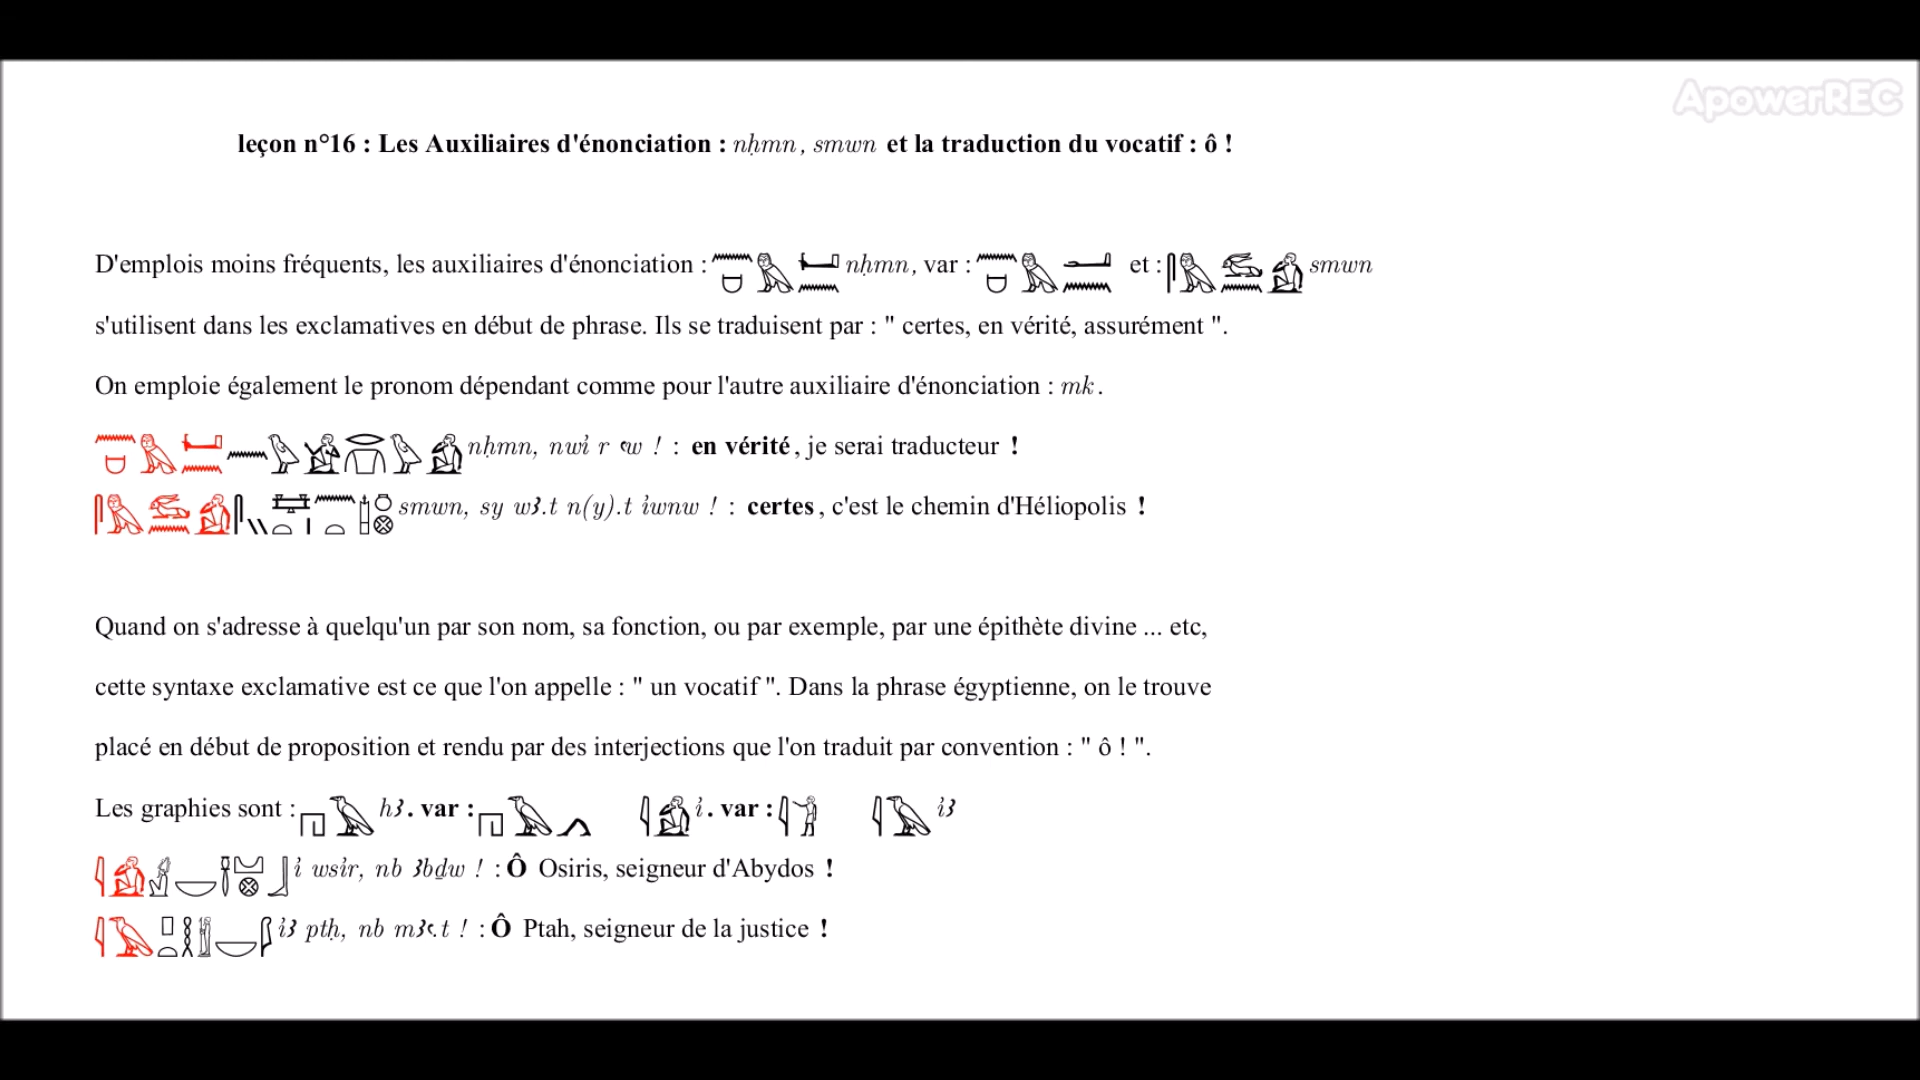 ApowerREC
leçon n°16 : Les Auxiliaires d'énonciation : nḥmn, smwn et la traduction du vocatif : ô !
D'emplois moins fréquents, les auxiliaires d'énonciation : nḥmn, var : et : smwn
s'utilisent dans les exclamatives en début de phrase. Ils se traduisent par : " certes, en vérité, assurément ".
On emploie également le pronom dépendant comme pour l'autre auxiliaire d'énonciation : mk.
nḥmn, nwỉ r ꜥw ! : en vérité, je serai traducteur !
smwn, sy wꜣ.t n(y).t ỉwnw ! : certes, c'est le chemin d'Héliopolis !
Quand on s'adresse à quelqu'un par son nom, sa fonction, ou par exemple, par une épithète divine ... etc,
cette syntaxe exclamative est ce que l'on appelle : " un vocatif ". Dans la phrase égyptienne, on le trouve
placé en début de proposition et rendu par des interjections que l'on traduit par convention : " ô ! ".
Les graphies sont : hꜣ. var : ỉ. var : ỉꜣ
ỉ wsỉr, nb ꜣbḏw ! : Ô Osiris, seigneur d'Abydos !
ỉꜣ ptḥ, nb mꜣꜥ.t ! : Ô Ptah, seigneur de la justice !